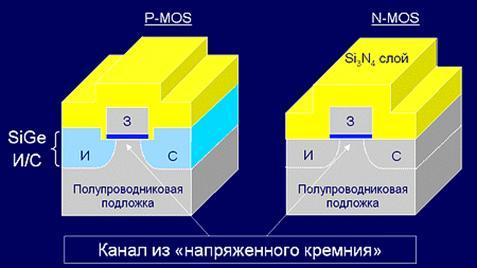 P-MOS
N-MOS
Si₃N₄ слой
З
З
SiGe
И/С
И
С
И
С
Полупроводниковая
подложка
Полупроводниковая
подложка
Канал из «напряженного кремния»